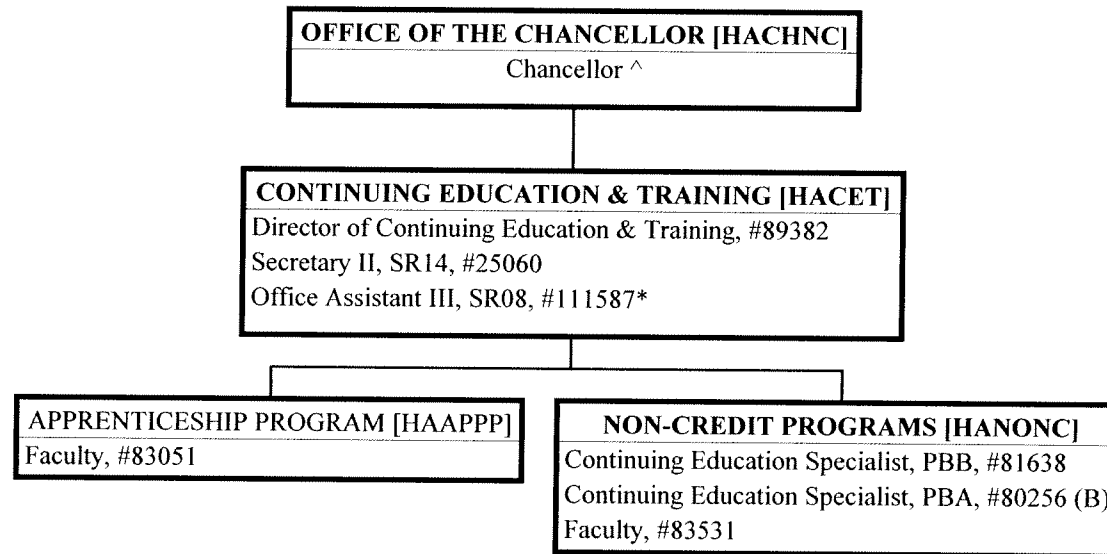 OFFICE OF THE CHANCELLOR [HACHNC]
Chancellor ^
CONTINUING EDUCATION & TRAINING [HACET]
Director of Continuing Education & Training, #89382
Secretary II, SR14, #25060
Office Assistant III, SR08, #111587*
APPRENTICESHIP PROGRAM [HAAPPP]
Faculty, #83051
NON-CREDIT PROGRAMS [HANONC]
Continuing Education Specialist, PBB, #81638
Continuing Education Specialist, PBA, #80256 (B)
Faculty, #83531